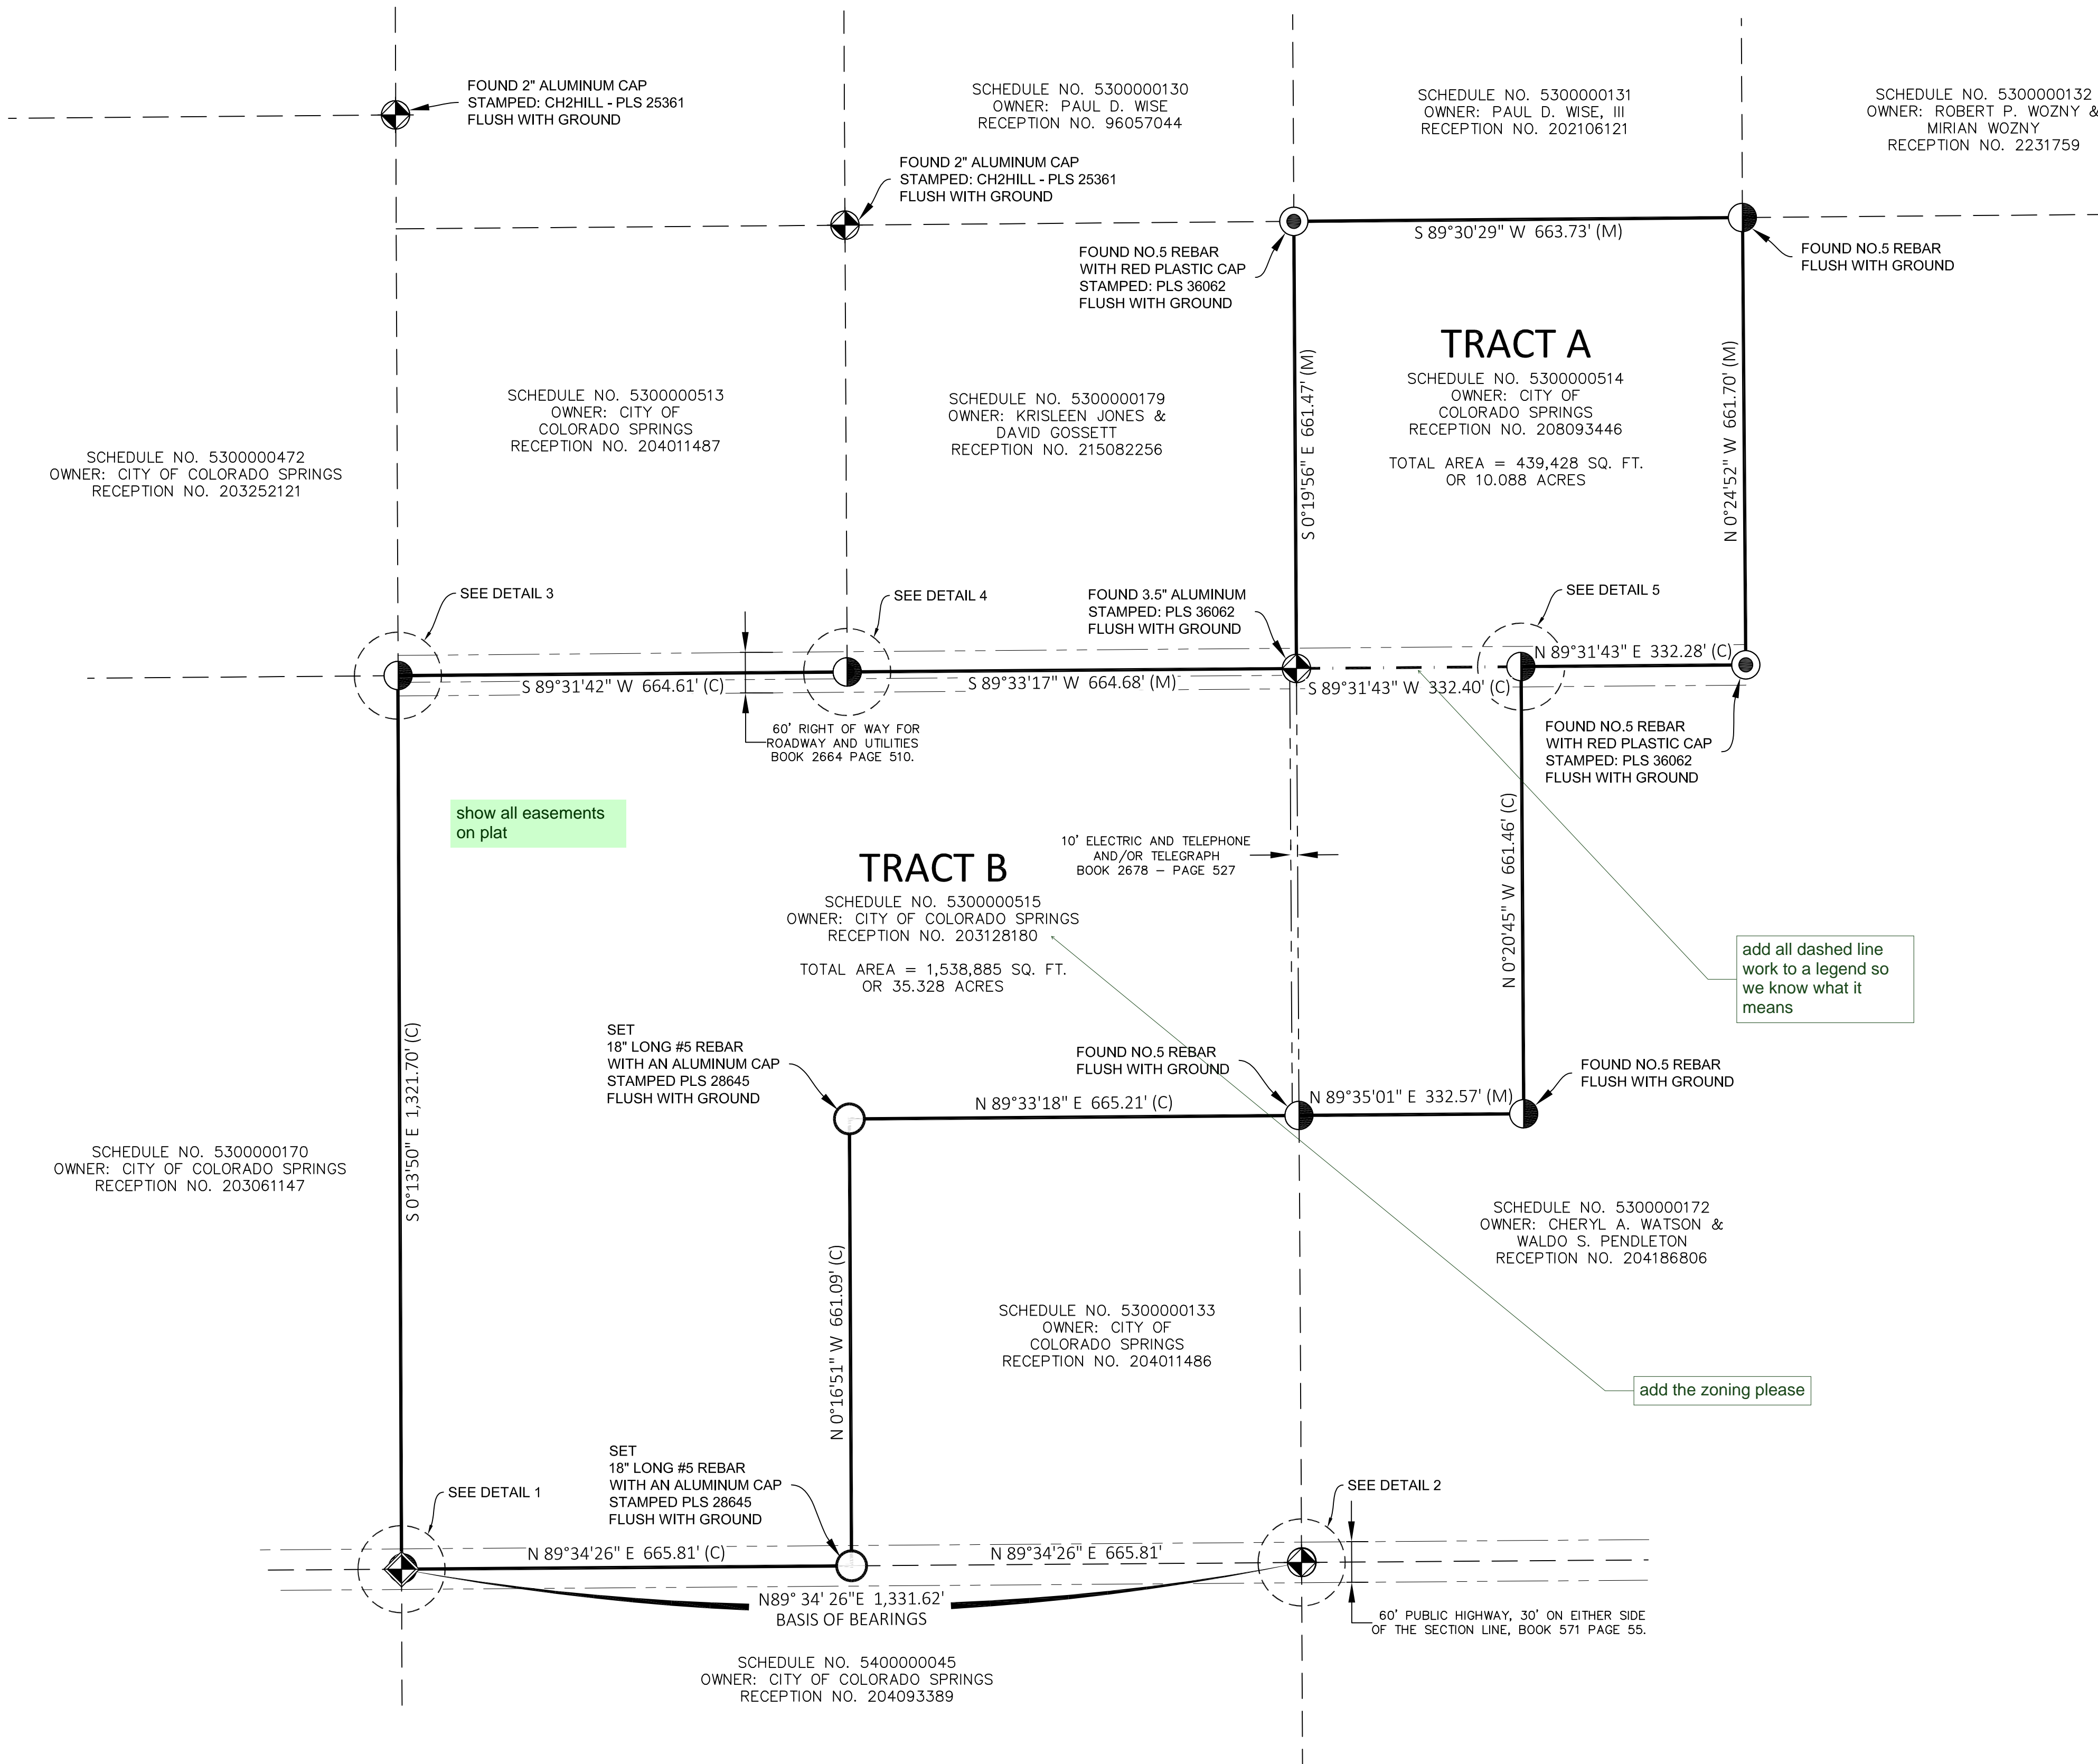 FOUND 2" ALUMINUM CAP
STAMPED: CH2HILL - PLS 25361
FLUSH WITH GROUND
SCHEDULE NO. 5300000130
OWNER: PAUL D. WISE
RECEPTION NO. 96057044
SCHEDULE NO. 5300000131
OWNER: PAUL D. WISE, III
RECEPTION NO. 202106121
SCHEDULE NO. 5300000132
OWNER: ROBERT P. WOZNY &
MIRIAN WOZNY
RECEPTION NO. 2231759
FOUND 2" ALUMINUM CAP
STAMPED: CH2HILL - PLS 25361
FLUSH WITH GROUND
S 89°30'29" W 663.73' (M)
FOUND NO.5 REBAR
WITH RED PLASTIC CAP
STAMPED: PLS 36062
FLUSH WITH GROUND
FOUND NO.5 REBAR
FLUSH WITH GROUND
TRACT A
SCHEDULE NO. 5300000514
OWNER: CITY OF
COLORADO SPRINGS
RECEPTION NO. 208093446
TOTAL AREA = 439,428 SQ. FT.
OR 10.088 ACRES
S 0°19'56" E 661.47' (M)
N 0°24'52" W 661.70' (M)
SCHEDULE NO. 5300000513
OWNER: CITY OF
COLORADO SPRINGS
RECEPTION NO. 204011487
SCHEDULE NO. 5300000179
OWNER: KRISLEEN JONES &
DAVID GOSSETT
RECEPTION NO. 215082256
SCHEDULE NO. 5300000472
OWNER: CITY OF COLORADO SPRINGS
RECEPTION NO. 203252121
SEE DETAIL 3
SEE DETAIL 4
FOUND 3.5" ALUMINUM
STAMPED: PLS 36062
FLUSH WITH GROUND
SEE DETAIL 5
N 89°31'43" E 332.28' (C)
S 89°31'42" W 664.61' (C)
S 89°33'17" W 664.68' (M)
S 89°31'43" W 332.40' (C)
60' RIGHT OF WAY FOR
ROADWAY AND UTILITIES
BOOK 2664 PAGE 510.
FOUND NO.5 REBAR
WITH RED PLASTIC CAP
STAMPED: PLS 36062
FLUSH WITH GROUND
show all easements
on plat
10' ELECTRIC AND TELEPHONE
AND/OR TELEGRAPH
BOOK 2678 – PAGE 527
N 0°20'45" W 661.46' (C)
TRACT B
SCHEDULE NO. 5300000515
OWNER: CITY OF COLORADO SPRINGS
RECEPTION NO. 203128180
TOTAL AREA = 1,538,885 SQ. FT.
OR 35.328 ACRES
add all dashed line
work to a legend so
we know what it
means
S 0°13'50" E 1,321.70' (C)
SET
18" LONG #5 REBAR
WITH AN ALUMINUM CAP
STAMPED PLS 28645
FLUSH WITH GROUND
FOUND NO.5 REBAR
FLUSH WITH GROUND
FOUND NO.5 REBAR
FLUSH WITH GROUND
N 89°33'18" E 665.21' (C)
N 89°35'01" E 332.57' (M)
SCHEDULE NO. 5300000170
OWNER: CITY OF COLORADO SPRINGS
RECEPTION NO. 203061147
SCHEDULE NO. 5300000172
OWNER: CHERYL A. WATSON &
WALDO S. PENDLETON
RECEPTION NO. 204186806
N 0°16'51" W 661.09' (C)
SCHEDULE NO. 5300000133
OWNER: CITY OF
COLORADO SPRINGS
RECEPTION NO. 204011486
add the zoning please
SEE DETAIL 1
SET
18" LONG #5 REBAR
WITH AN ALUMINUM CAP
STAMPED PLS 28645
FLUSH WITH GROUND
SEE DETAIL 2
N 89°34'26" E 665.81' (C)
N 89°34'26" E 665.81'
N89° 34' 26"E 1,331.62'
BASIS OF BEARINGS
60' PUBLIC HIGHWAY, 30' ON EITHER SIDE
OF THE SECTION LINE, BOOK 571 PAGE 55.
SCHEDULE NO. 5400000045
OWNER: CITY OF COLORADO SPRINGS
RECEPTION NO. 204093389